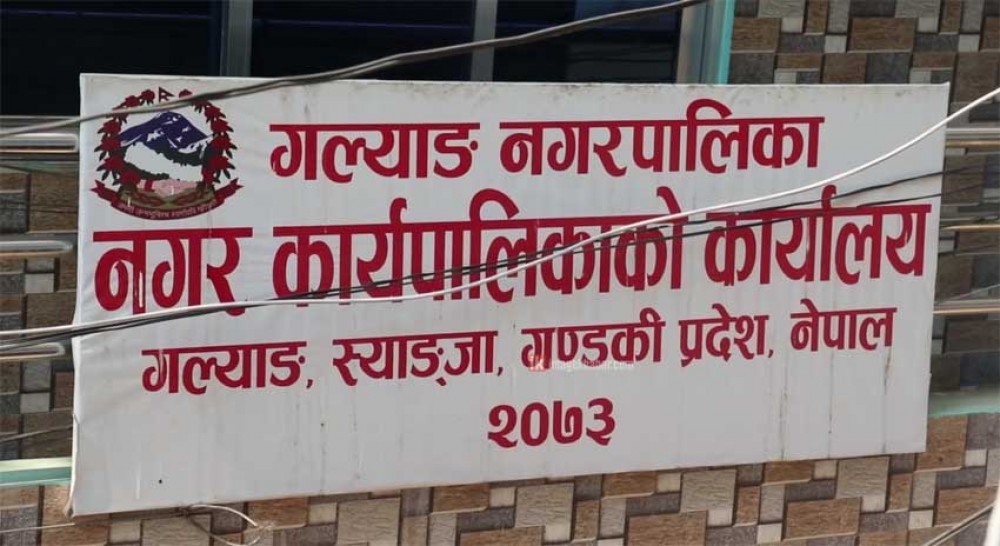 गल्याङ नगरपालिका
नगर कार्यपालिकाको कार्यालय
गल्याङ, स्याङ्जा, गण्डकी प्रदेश, नेपाल
२०७३